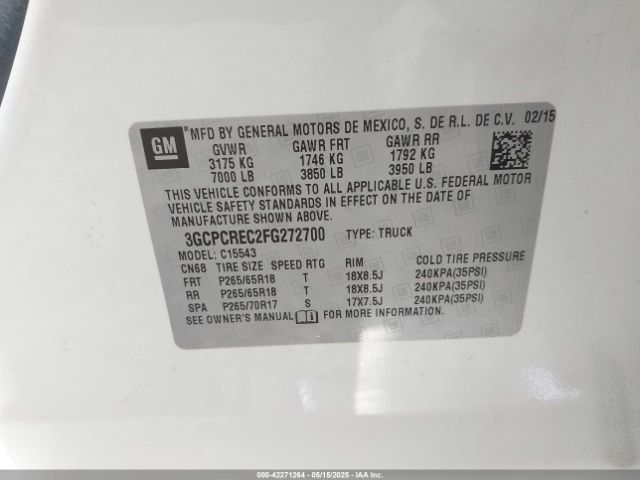 GM
*MFD BY GENERAL MOTORS DE MEXICO, S. DE R.L. DE C.V. 02/15
GVWR GAWR FRT GAWR RR
3175 KG 1746 KG 1792 KG
7000 LB 3850 LB 3950 LB
THIS VEHICLE CONFORMS TO ALL APPLICABLE U.S. FEDERAL MOTOR
VEHICLE SAFETY STANDARDS IN EFFECT ON THE DATE OF
MANUFACTURE SHOWN ABOVE.
3GCPCREC2FG272700 TYPE: TRUCK
MODEL: C15543
CN68 TIRE SIZE SPEED RTG RIM COLD TIRE PRESSURE
FRT P265/65R18 T 18X8.5J 240KPA(35PSI)
RR P265/65R18 T 18X8.5J 240KPA(35PSI)
SPA P265/70R17 S 17X7.5J 240KPA(35PSI)
SEE OWNER'S MANUAL FOR MORE INFORMATION.
000-42271264 - 05/15/2025 - IAAI.COM